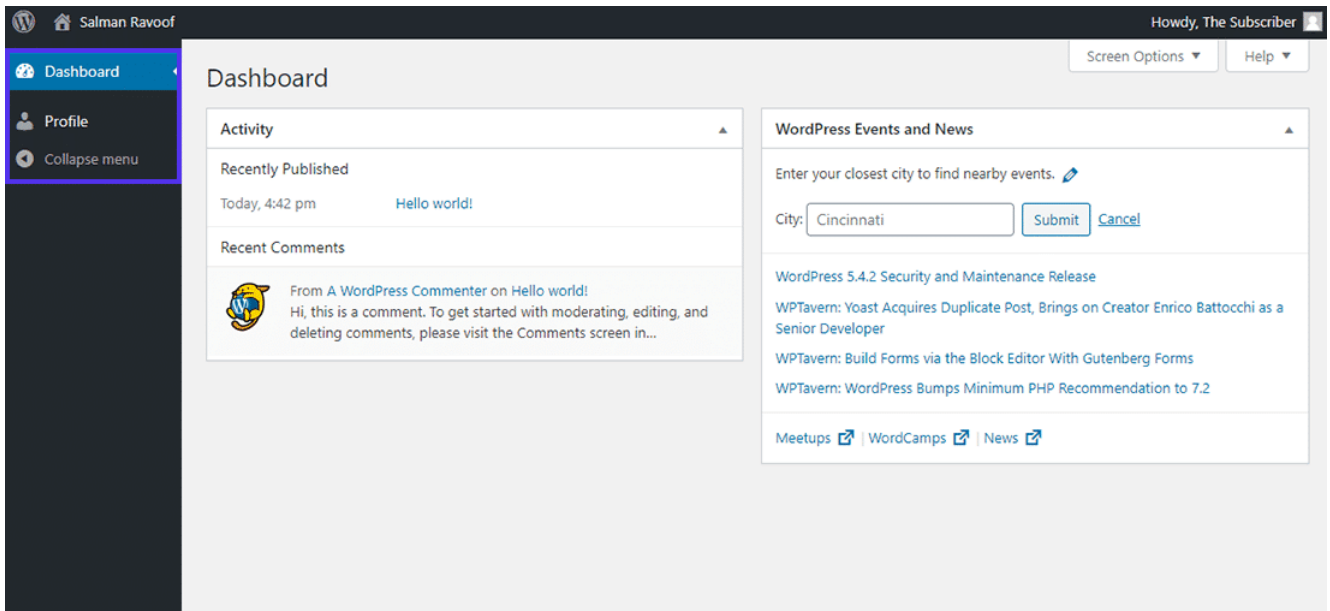 Salman Ravoof
Howdy, The Subscriber
Dashboard
Profile
Collapse menu
Screen Options
Help
Dashboard
Activity
Recently Published
Today, 4:42 pm Hello world!
Recent Comments
From A WordPress Commenter on Hello world!
Hi, this is a comment. To get started with moderating, editing, and
deleting comments, please visit the Comments screen in...
WordPress Events and News
Enter your closest city to find nearby events.
City: Cincinnati Submit Cancel
WordPress 5.4.2 Security and Maintenance Release
WPTavern: Yoast Acquires Duplicate Post, Brings on Creator Enrico Battocchi as a
Senior Developer
WPTavern: Build Forms via the Block Editor With Gutenberg Forms
WPTavern: WordPress Bumps Minimum PHP Recommendation to 7.2
Meetups | WordCamps | News